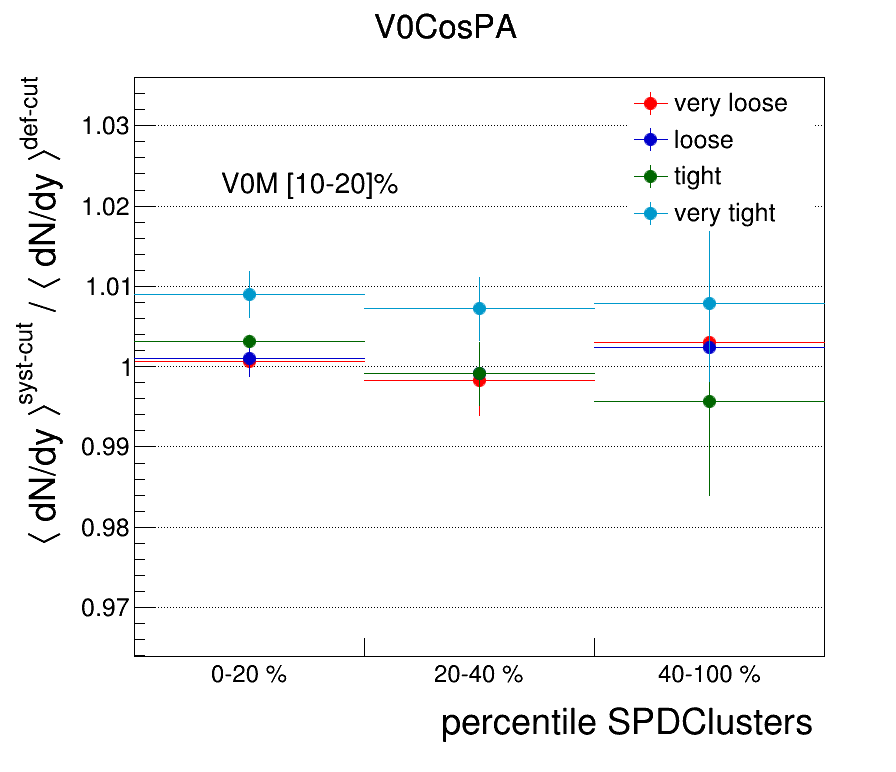 V0CosPA
⟨ dN/dy ⟩^syst-cut / ⟨ dN/dy ⟩^def-cut
1.03
1.02
1.01
1
0.99
0.98
0.97
V0M [10-20]%
very loose
loose
tight
very tight
0-20 %
20-40 %
40-100 %
percentile SPDClusters